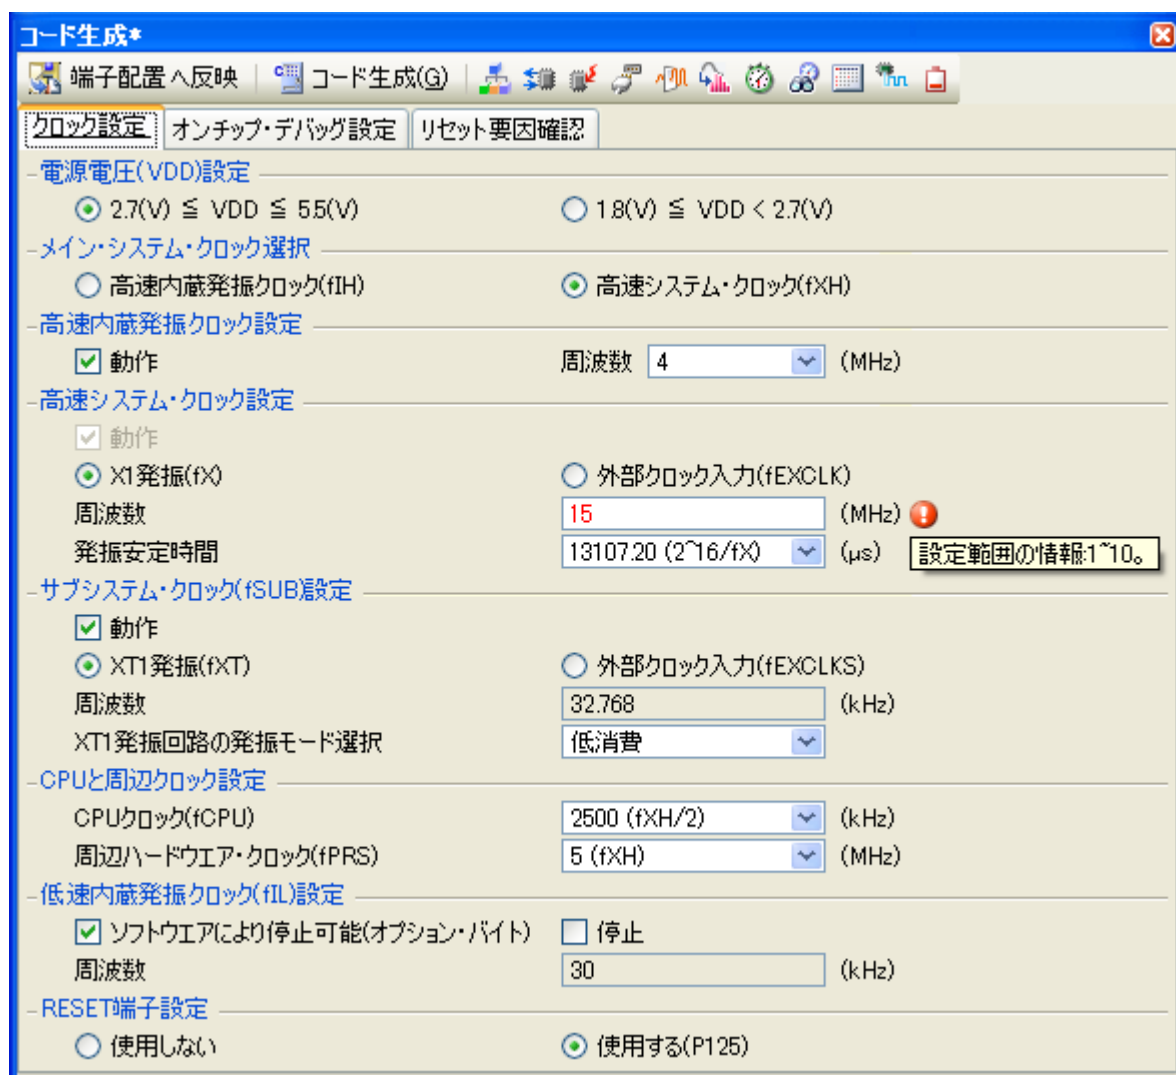 コード生成*
端子配置へ反映 コード生成(G)
クロック設定 オンチップ・デバッグ設定 リセット要因確認
電源電圧(VDD)設定
2.7(V) ≦ VDD ≦ 5.5(V) 1.8(V) ≦ VDD < 2.7(V)
メイン・システム・クロック選択
高速内蔵発振クロック(fIH) 高速システム・クロック(fXH)
高速内蔵発振クロック設定
動作 周波数 4 (MHz)
高速システム・クロック設定
動作
X1発振(fX) 外部クロック入力(fEXCLK)
周波数 15 (MHz)
発振安定時間 13107.20 (2^16/fX) (μs) 設定範囲の情報:1~10。
サブシステム・クロック(fSUB)設定
動作
XT1発振(fXT) 外部クロック入力(fEXCLKS)
周波数 32.768 (kHz)
XT1発振回路の発振モード選択 低消費
CPUと周辺クロック設定
CPUクロック(fCPU) 2500 (fXH/2) (kHz)
周辺ハードウエア・クロック(fPRS) 5 (fXH) (MHz)
低速内蔵発振クロック(fIL)設定
ソフトウエアにより停止可能(オプション・バイト) 停止
周波数 30 (kHz)
RESET端子設定
使用しない 使用する(P125)